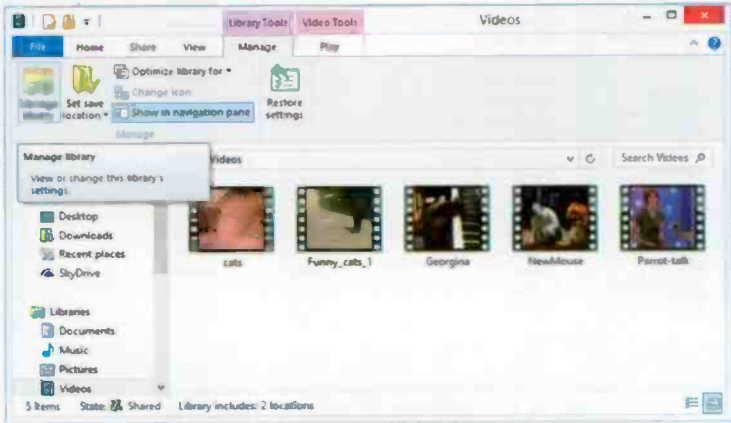 Library Tools Video Tools Videos
File Home Share View Manage Play
Manage library
Set save location
Optimize library for
Change icon
Show in navigation pane
Restore settings
Manage
Manage library
View or change this library's
settings.
Videos
Search Videos
Desktop
Downloads
Recent places
SkyDrive
cats
Funny_cats_1
Georgina
NewMouse
Parrot-talk
Libraries
Documents
Music
Pictures
Videos
5 items State: Shared Library includes: 2 locations